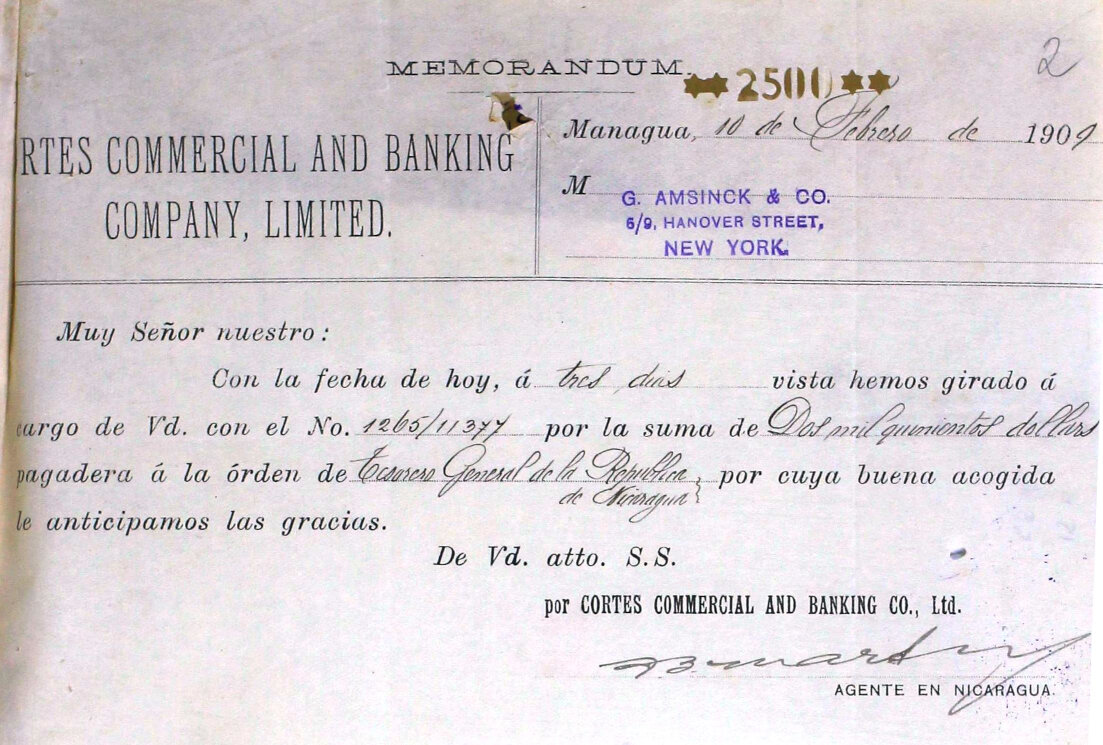 2
MEMORANDUM.
★★2500★★
RTES COMMERCIAL AND BANKING
COMPANY, LIMITED.
Managua, 10 de Febrero de 1909
M
G. AMSINCK & CO.
6/9, HANOVER STREET,
NEW YORK.
Muy Señor nuestro:
Con la fecha de hoy, á tres dias vista hemos girado á
cargo de Vd. con el No. 1265/11377 por la suma de Dos mil quinientos dollars
pagadera á la órden de Tesorero General de la Republica
de Nicaragua, por cuya buena acogida
le anticipamos las gracias.
De Vd. atto. S.S.
por CORTES COMMERCIAL AND BANKING CO., Ltd.
AGENTE EN NICARAGUA.